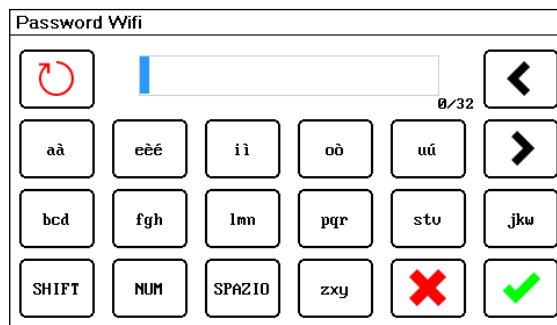 Password Wifi
0/32
aà eèé iì oò uú
bcd fgh lmn pqr stv jkw
SHIFT NUM SPAZIO zxy